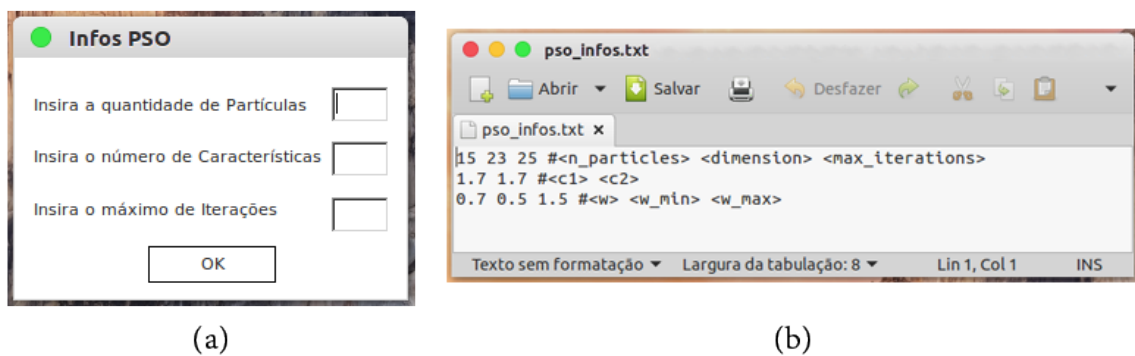 Infos PSO
Insira a quantidade de Partículas
Insira o número de Características
Insira o máximo de Iterações
OK
(a)
pso_infos.txt
Abrir Salvar Desfazer
pso_infos.txt ×
15 23 25 #<n_particles> <dimension> <max_iterations>
1.7 1.7 #<c1> <c2>
0.7 0.5 1.5 #<w> <w_min> <w_max>
Texto sem formatação Largura da tabulação: 8 Lin 1, Col 1 INS
(b)